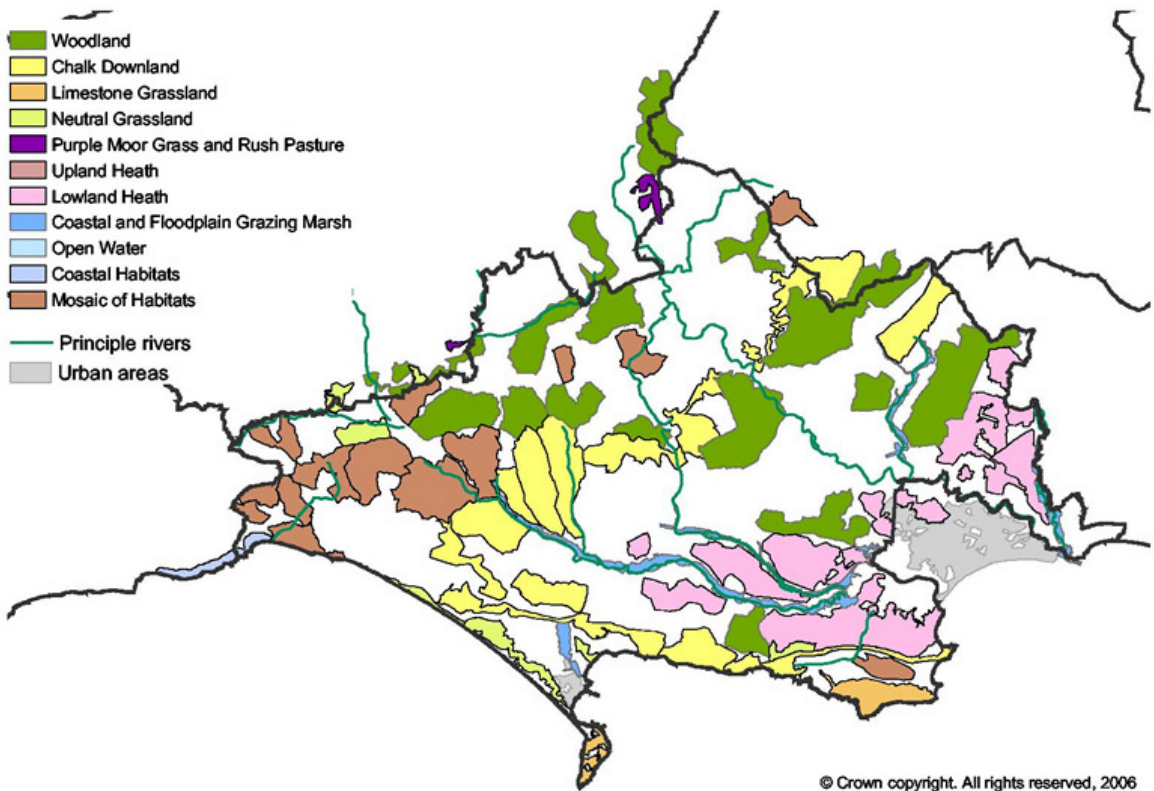 Woodland
Chalk Downland
Limestone Grassland
Neutral Grassland
Purple Moor Grass and Rush Pasture
Upland Heath
Lowland Heath
Coastal and Floodplain Grazing Marsh
Open Water
Coastal Habitats
Mosaic of Habitats
Principle rivers
Urban areas
© Crown copyright. All rights reserved, 2006